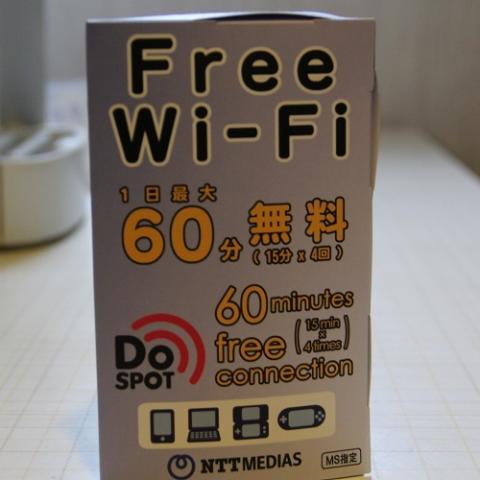 Free
Wi-Fi
1日最大
60分無料
(15分 x 4回)
60minutes
free (15min
x
4times)
connection
Do
SPOT
NTTMEDIAS
MS指定